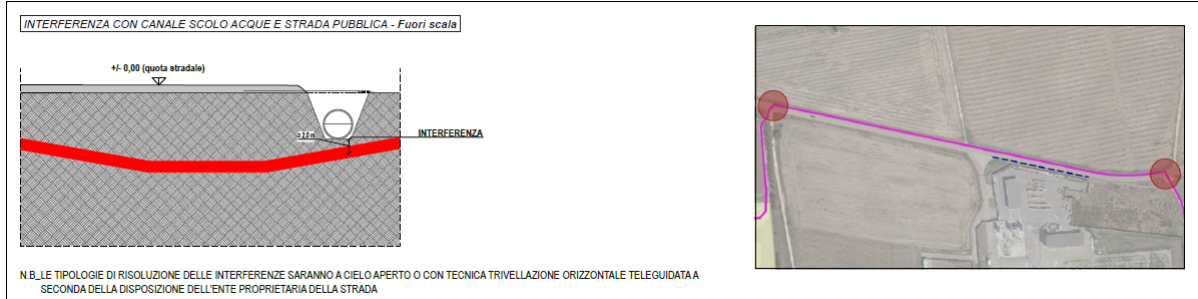 INTERFERENZA CON CANALE SCOLO ACQUE E STRADA PUBBLICA - Fuori scala
+/- 0,00 (quota stradale)
INTERFERENZA
N.B_LE TIPOLOGIE DI RISOLUZIONE DELLE INTERFERENZE SARANNO A CIELO APERTO O CON TECNICA TRIVELLAZIONE ORIZZONTALE TELEGUIDATA A
SECONDA DELLA DISPOSIZIONE DELL'ENTE PROPRIETARIA DELLA STRADA